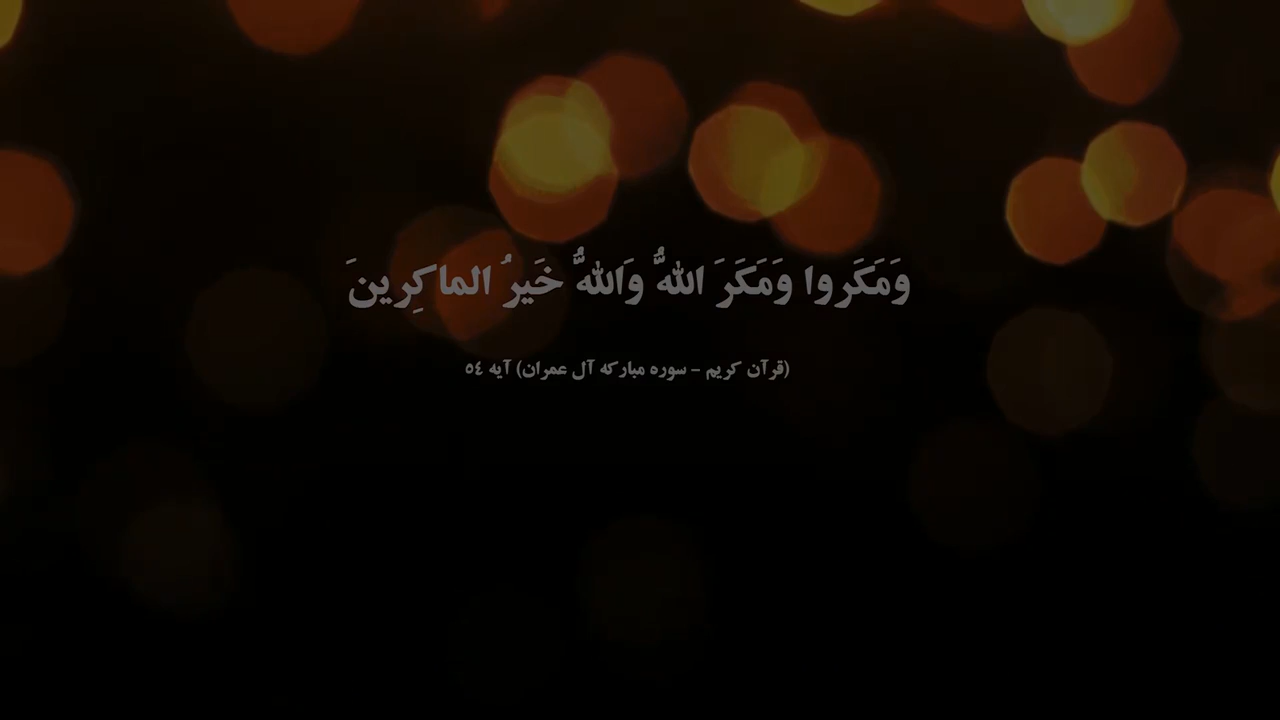 وَمَكَروا وَمَكَرَ اللهُّ وَاللهُّ خَيرُ الماكِرينَ
(قرآن کریم – سوره مبارکه آل عمران) آیه ٥٤